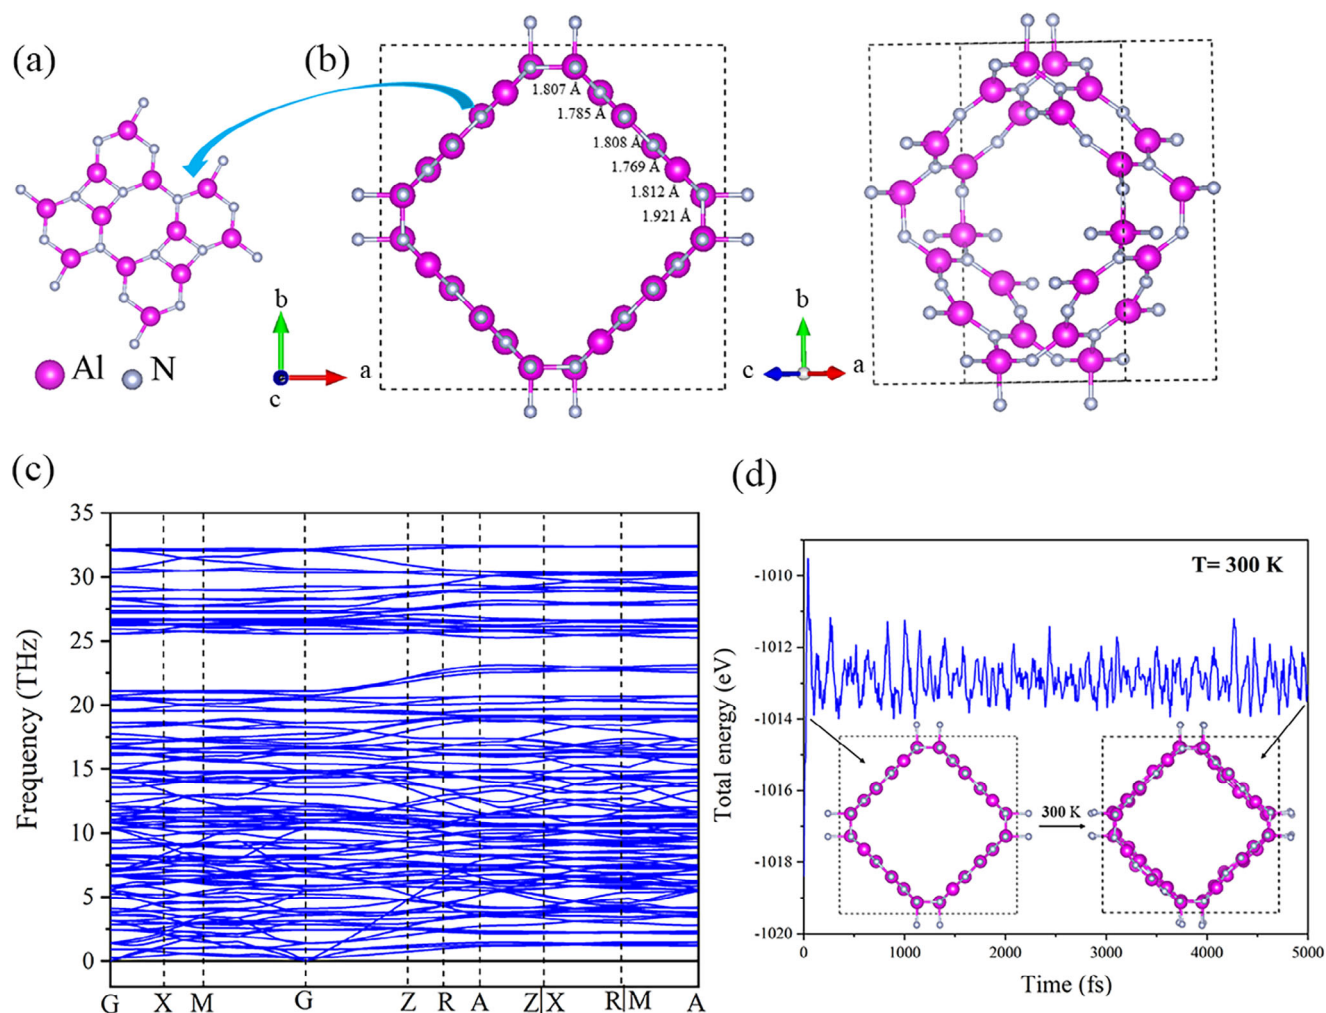 (a)
(b)
1.807 Å
1.785 Å
1.808 Å
1.769 Å
1.812 Å
1.921 Å
Al
N
b
a
c
b
c
a
(c)
Frequency (THz)
35
30
25
20
15
10
5
0
G X M G Z R A Z|X R|M A
(d)
T= 300 K
Total energy (eV)
-1010
-1012
-1014
-1016
-1018
-1020
300 K
0 1000 2000 3000 4000 5000
Time (fs)